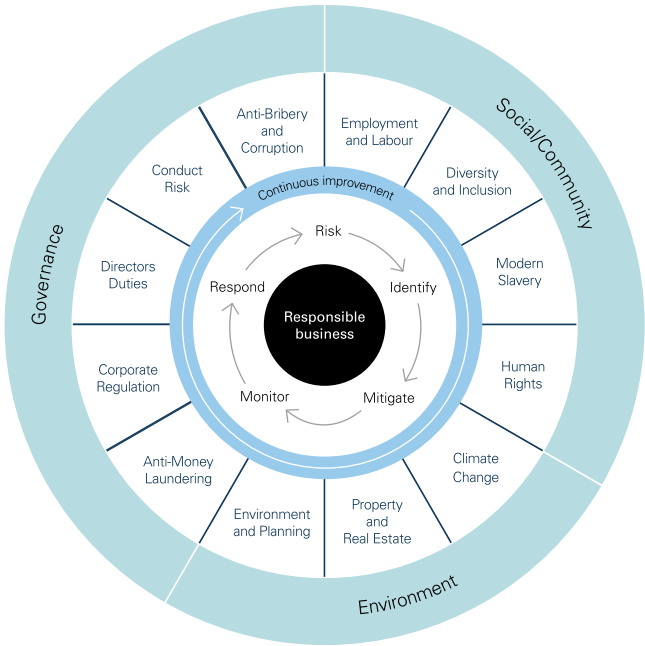 Social/Community
Environment
Governance
Anti-Bribery
and
Corruption
Employment
and Labour
Diversity
and Inclusion
Modern
Slavery
Human
Rights
Climate
Change
Property
and
Real Estate
Environment
and Planning
Anti-Money
Laundering
Corporate
Regulation
Directors
Duties
Conduct
Risk
Continuous improvement
Risk
Identify
Mitigate
Monitor
Respond
Responsible
business